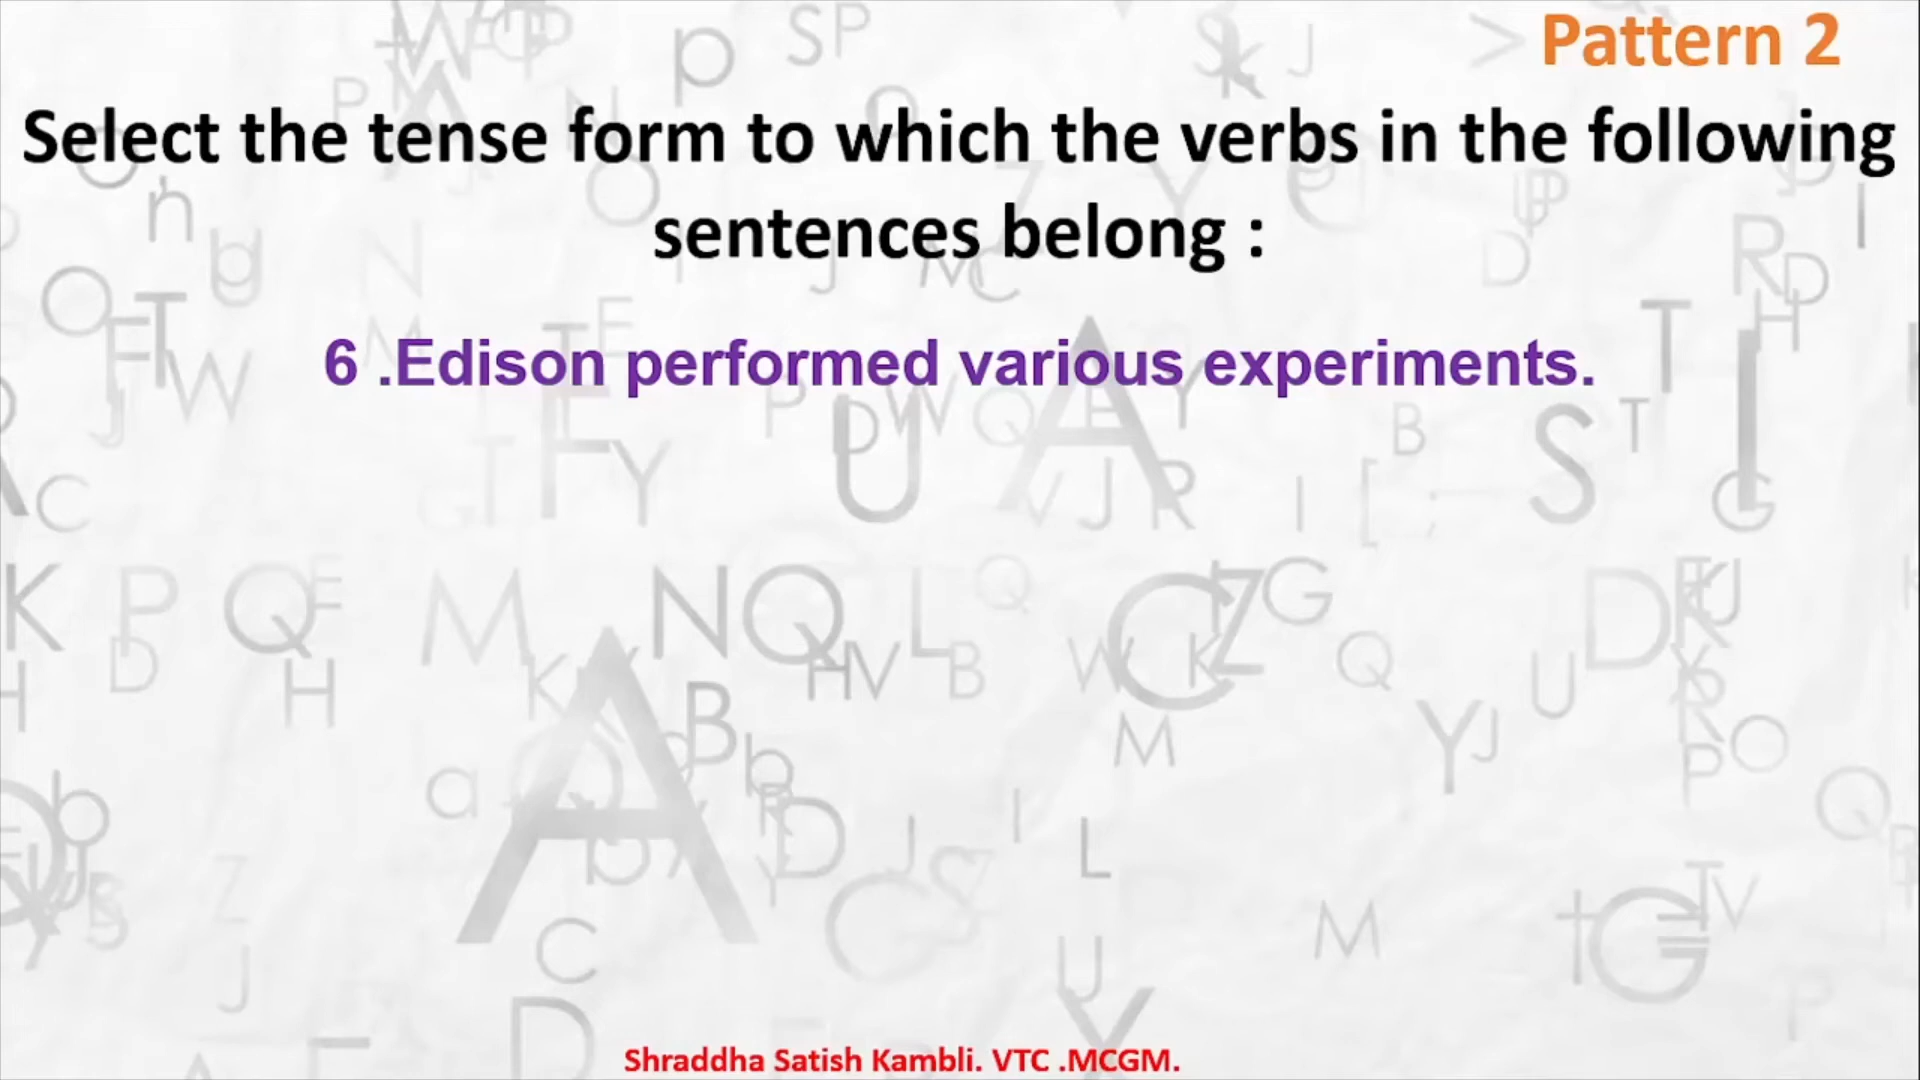 Pattern 2
Select the tense form to which the verbs in the following
sentences belong :
6 .Edison performed various experiments.
Shraddha Satish Kambli. VTC .MCGM.